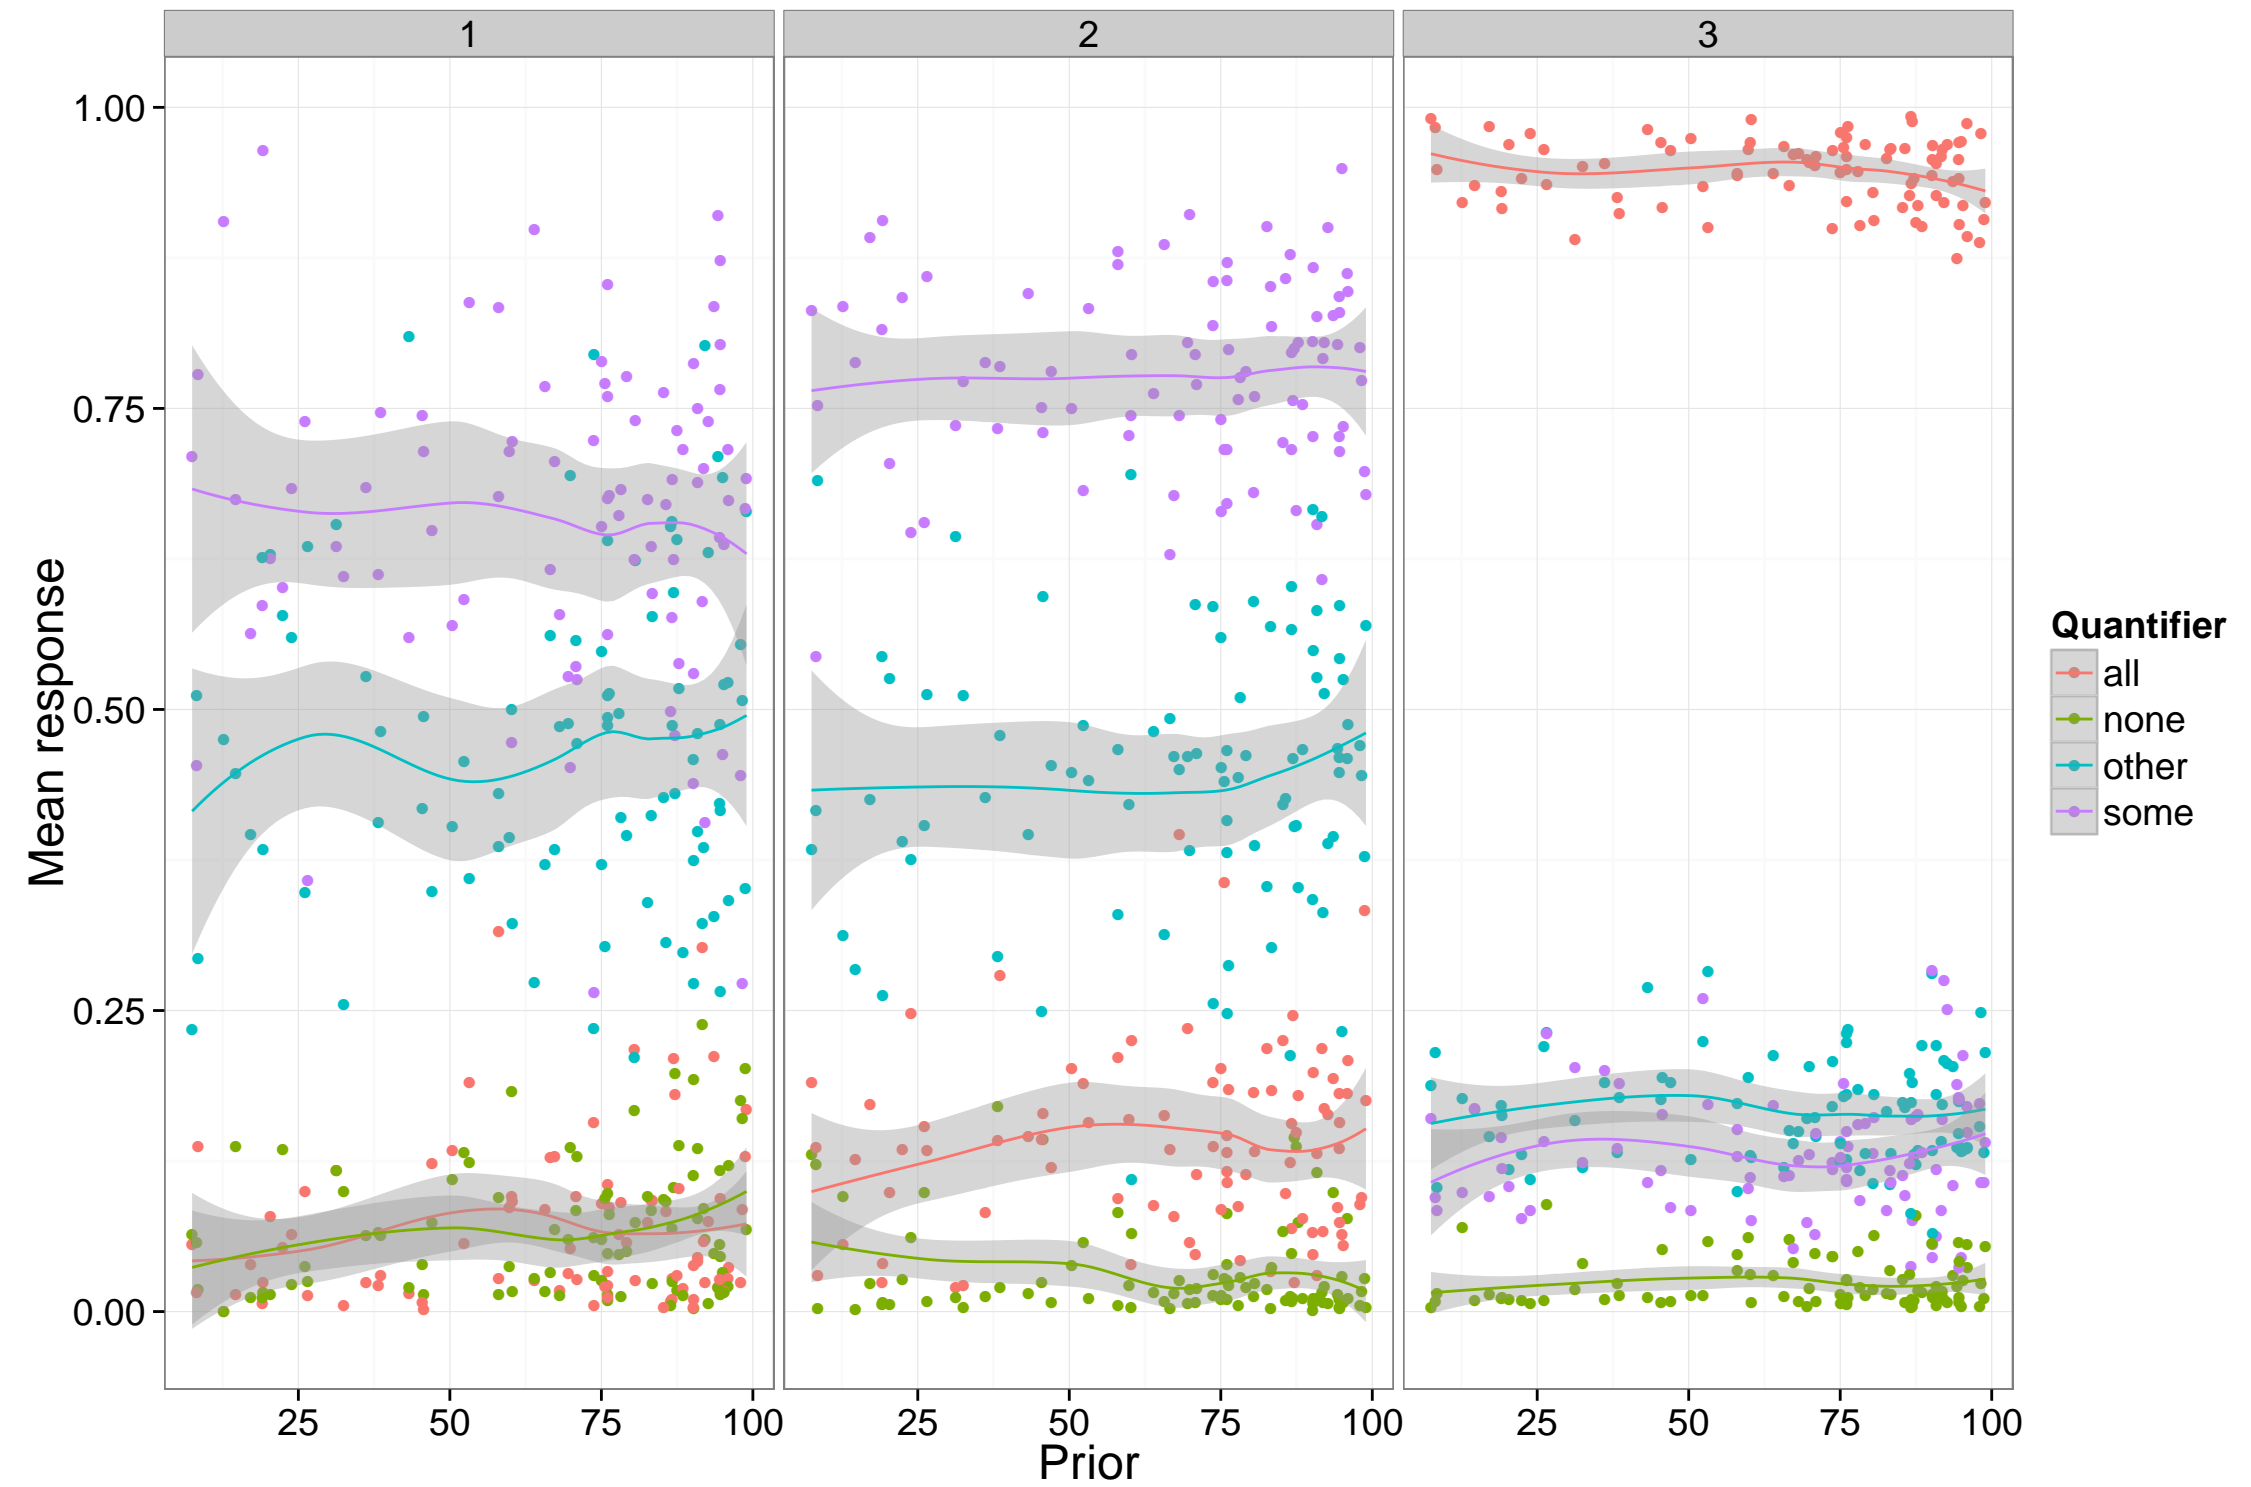 1 2 3
Mean response
1.00
0.75
0.50
0.25
0.00
25 50 75 100 25 50 75 100 25 50 75 100
Prior
Quantifier
all
none
other
some